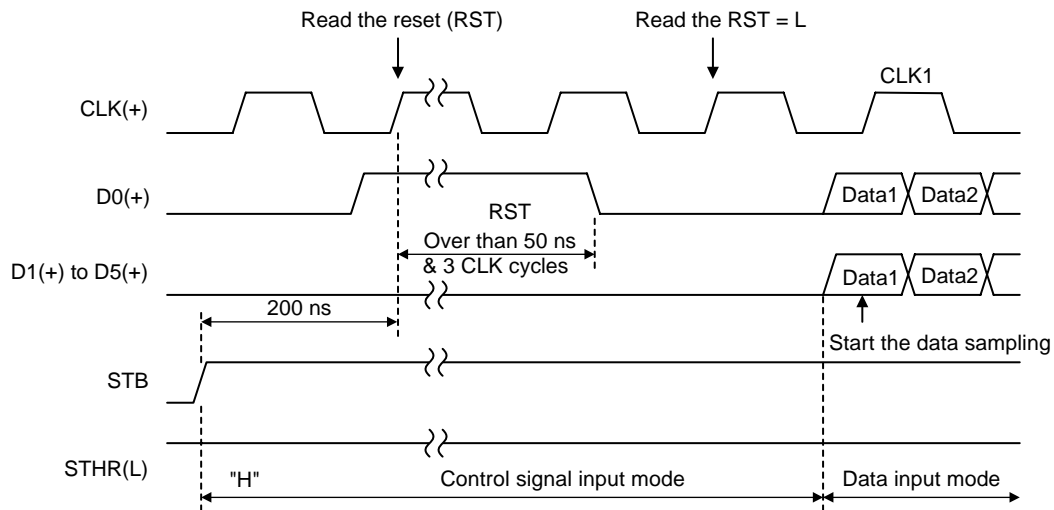 Read the reset (RST)
Read the RST = L
CLK1
CLK(+)
D0(+)
Data1
Data2
RST
Over than 50 ns
& 3 CLK cycles
D1(+) to D5(+)
Data1
Data2
200 ns
Start the data sampling
STB
STHR(L)
"H"
Control signal input mode
Data input mode